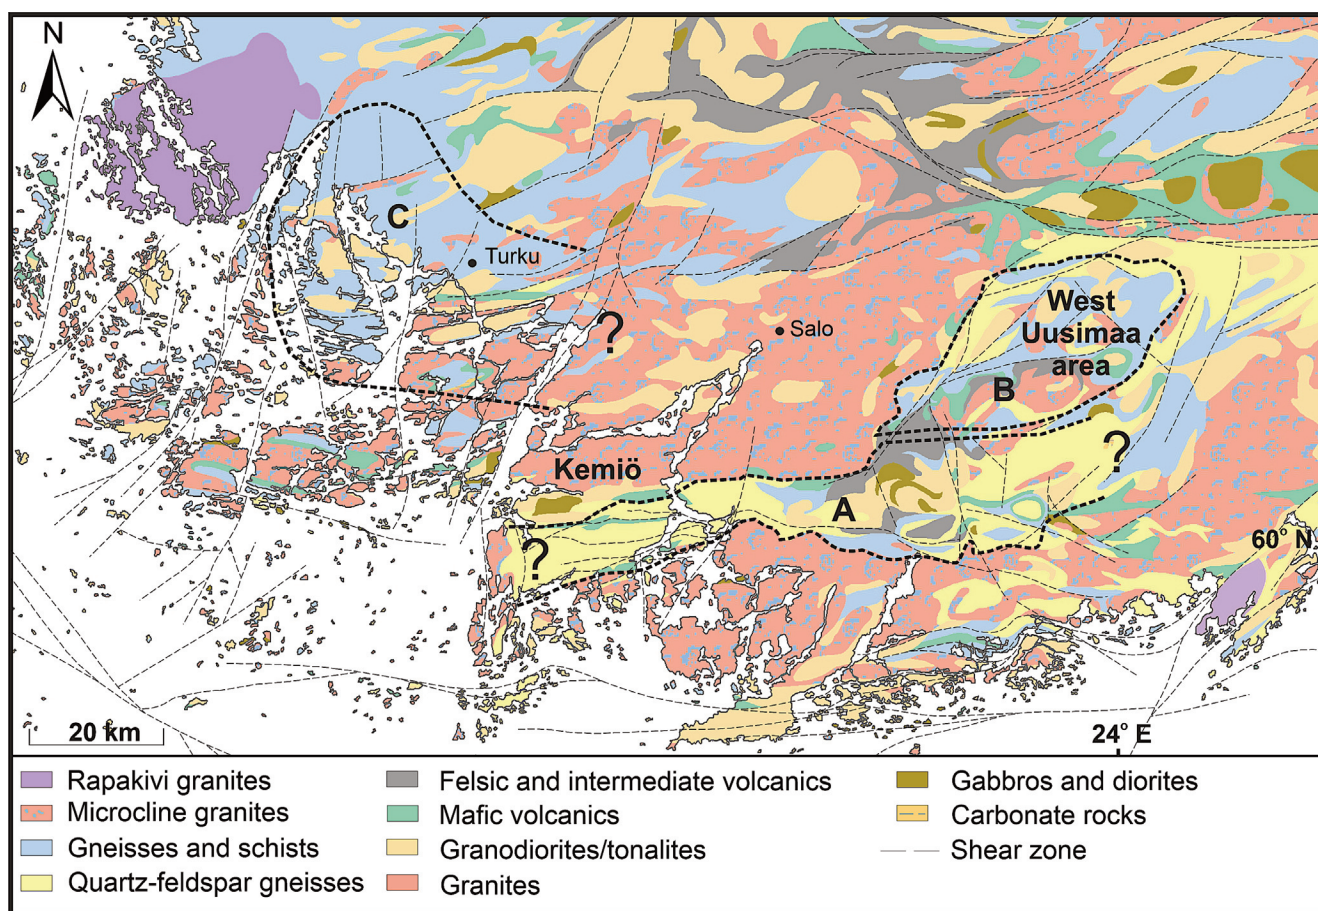 N
C
Turku
?
Salo
West
Uusimaa
area
B
?
Kemiö
A
?
60° N
20 km
24° E
Rapakivi granites
Microcline granites
Gneisses and schists
Quartz-feldspar gneisses
Felsic and intermediate volcanics
Mafic volcanics
Granodiorites/tonalites
Granites
Gabbros and diorites
Carbonate rocks
Shear zone